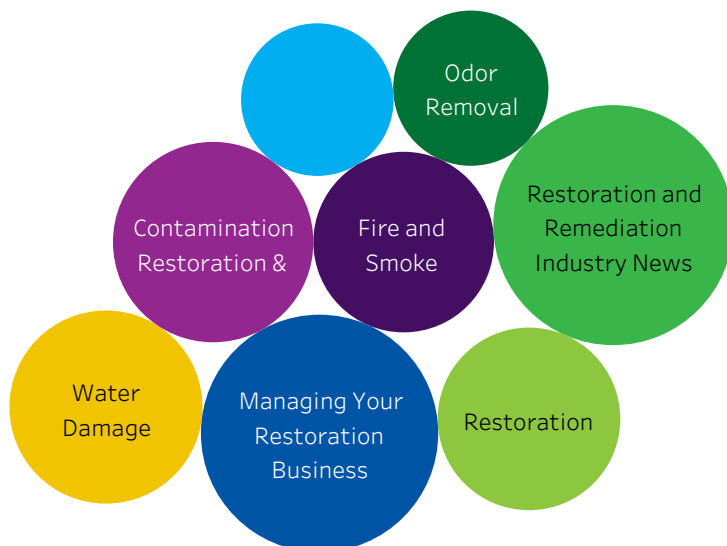 Odor
Removal
Contamination
Restoration &
Fire and
Smoke
Restoration and
Remediation
Industry News
Water
Damage
Managing Your
Restoration
Business
Restoration